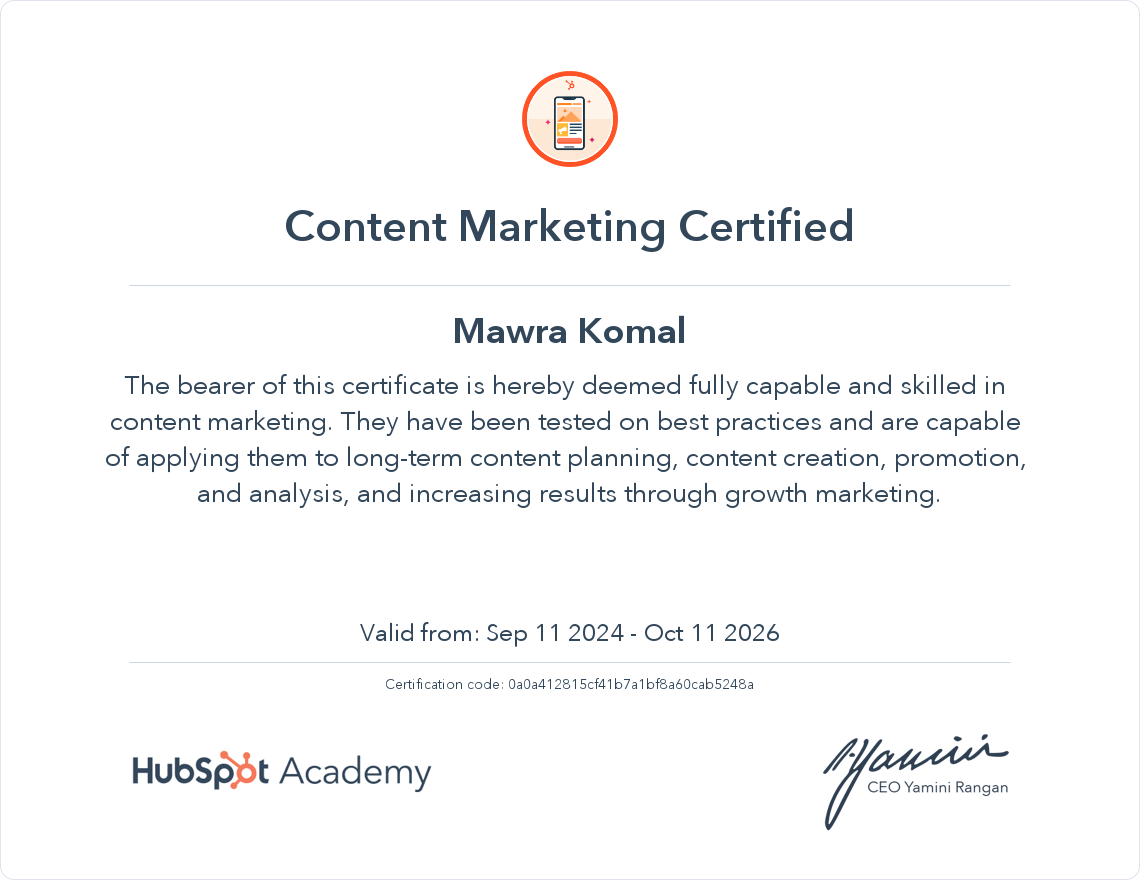 Content Marketing Certified
Mawra Komal
The bearer of this certificate is hereby deemed fully capable and skilled in
content marketing. They have been tested on best practices and are capable
of applying them to long-term content planning, content creation, promotion,
and analysis, and increasing results through growth marketing.
Valid from: Sep 11 2024 - Oct 11 2026
Certification code: 0a0a412815cf41b7a1bf8a60cab5248a
HubSpot Academy
CEO Yamini Rangan